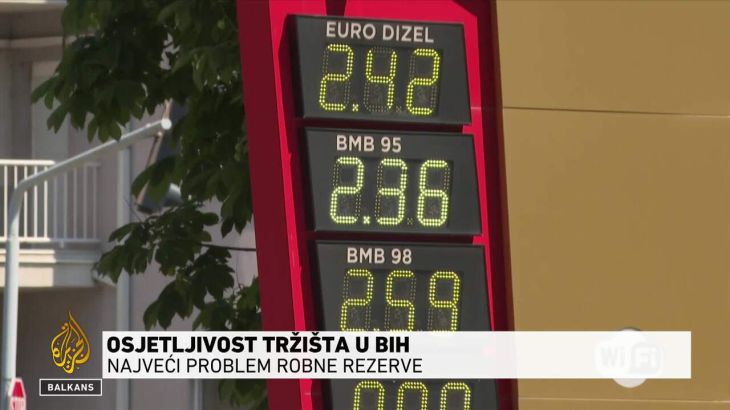 EURO DIZEL
2.42
BMB 95
2.36
BMB 98
2.59
OSJETLJIVOST TRŽIŠTA U BIH
NAJVEĆI PROBLEM ROBNE REZERVE
WiFi
BALKANS